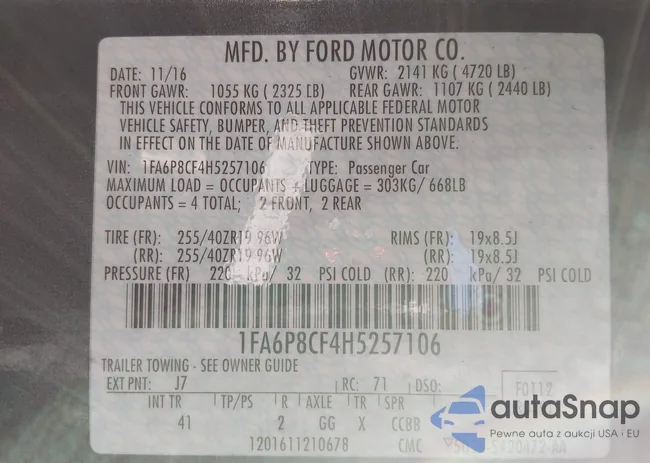 MFD. BY FORD MOTOR CO.
DATE: 11/16 GVWR: 2141 KG ( 4720 LB)
FRONT GAWR: 1055 KG ( 2325 LB) REAR GAWR: 1107 KG ( 2440 LB)
THIS VEHICLE CONFORMS TO ALL APPLICABLE FEDERAL MOTOR
VEHICLE SAFETY, BUMPER, AND THEFT PREVENTION STANDARDS
IN EFFECT ON THE DATE OF MANUFACTURE SHOWN ABOVE.
VIN: 1FA6P8CF4H5257106 TYPE: Passenger Car
MAXIMUM LOAD = OCCUPANTS + LUGGAGE = 303KG/ 668LB
OCCUPANTS = 4 TOTAL; 2 FRONT, 2 REAR
TIRE (FR): 255/40ZR19 96W RIMS (FR): 19x8.5J
(RR): 255/40ZR19 96W (RR): 19x8.5J
PRESSURE (FR) 220 kPa/ 32 PSI COLD (RR): 220 kPa/ 32 PSI COLD
1FA6P8CF4H5257106
TRAILER TOWING - SEE OWNER GUIDE
EXT PNT: J7 RC: 71 DSO: F0112
INT TR TP/PS R AXLE TR SPR
41 2 GG X CCBB
1201611210678 CMC
autaSnap
Pewne auta z aukcji USA i EU